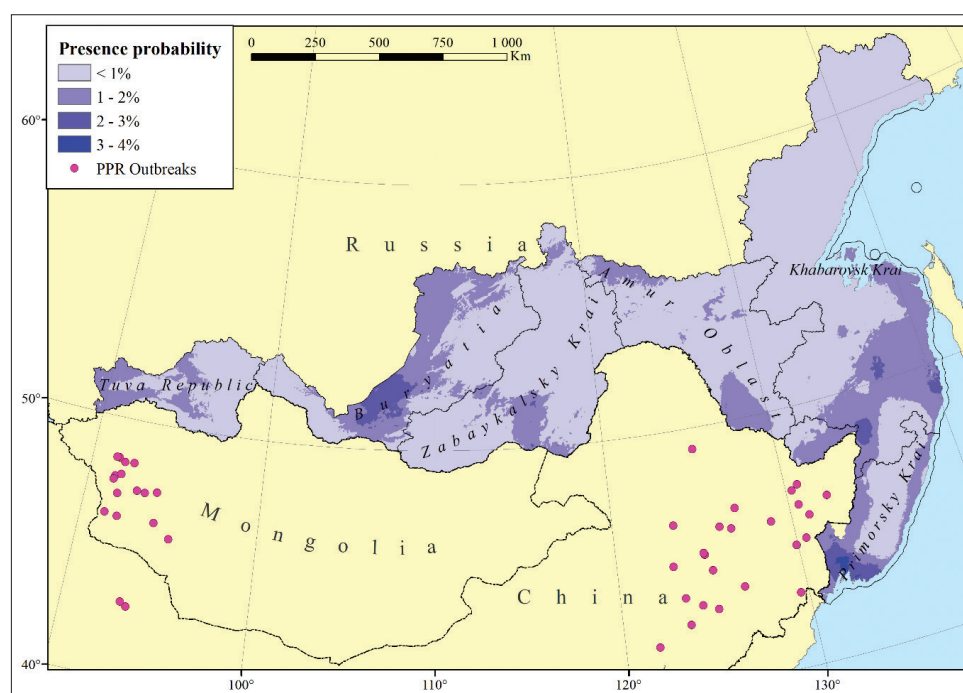 Presence probability
< 1%
1 - 2%
2 - 3%
3 - 4%
PPR Outbreaks
0 250 500 750 1 000
Km
60°
50°
40°
100°
110°
120°
130°
Russia
Khabarovsk Krai
Amur Oblast
Buryatia
Zabaykalsky Krai
Tuva Republic
Primorsky Krai
Mongolia
China